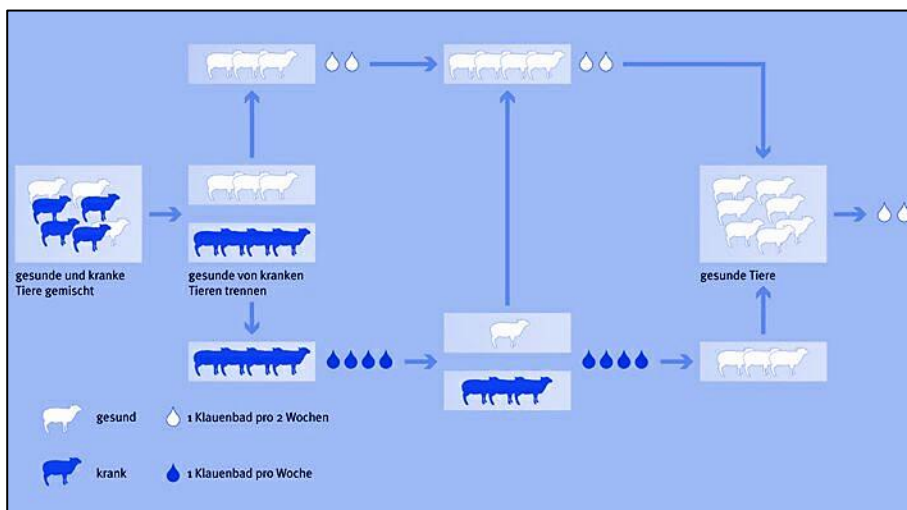 gesunde und kranke
Tiere gemischt
gesunde von kranken
Tieren trennen
gesunde Tiere
gesund
1 Klauenbad pro 2 Wochen
krank
1 Klauenbad pro Woche